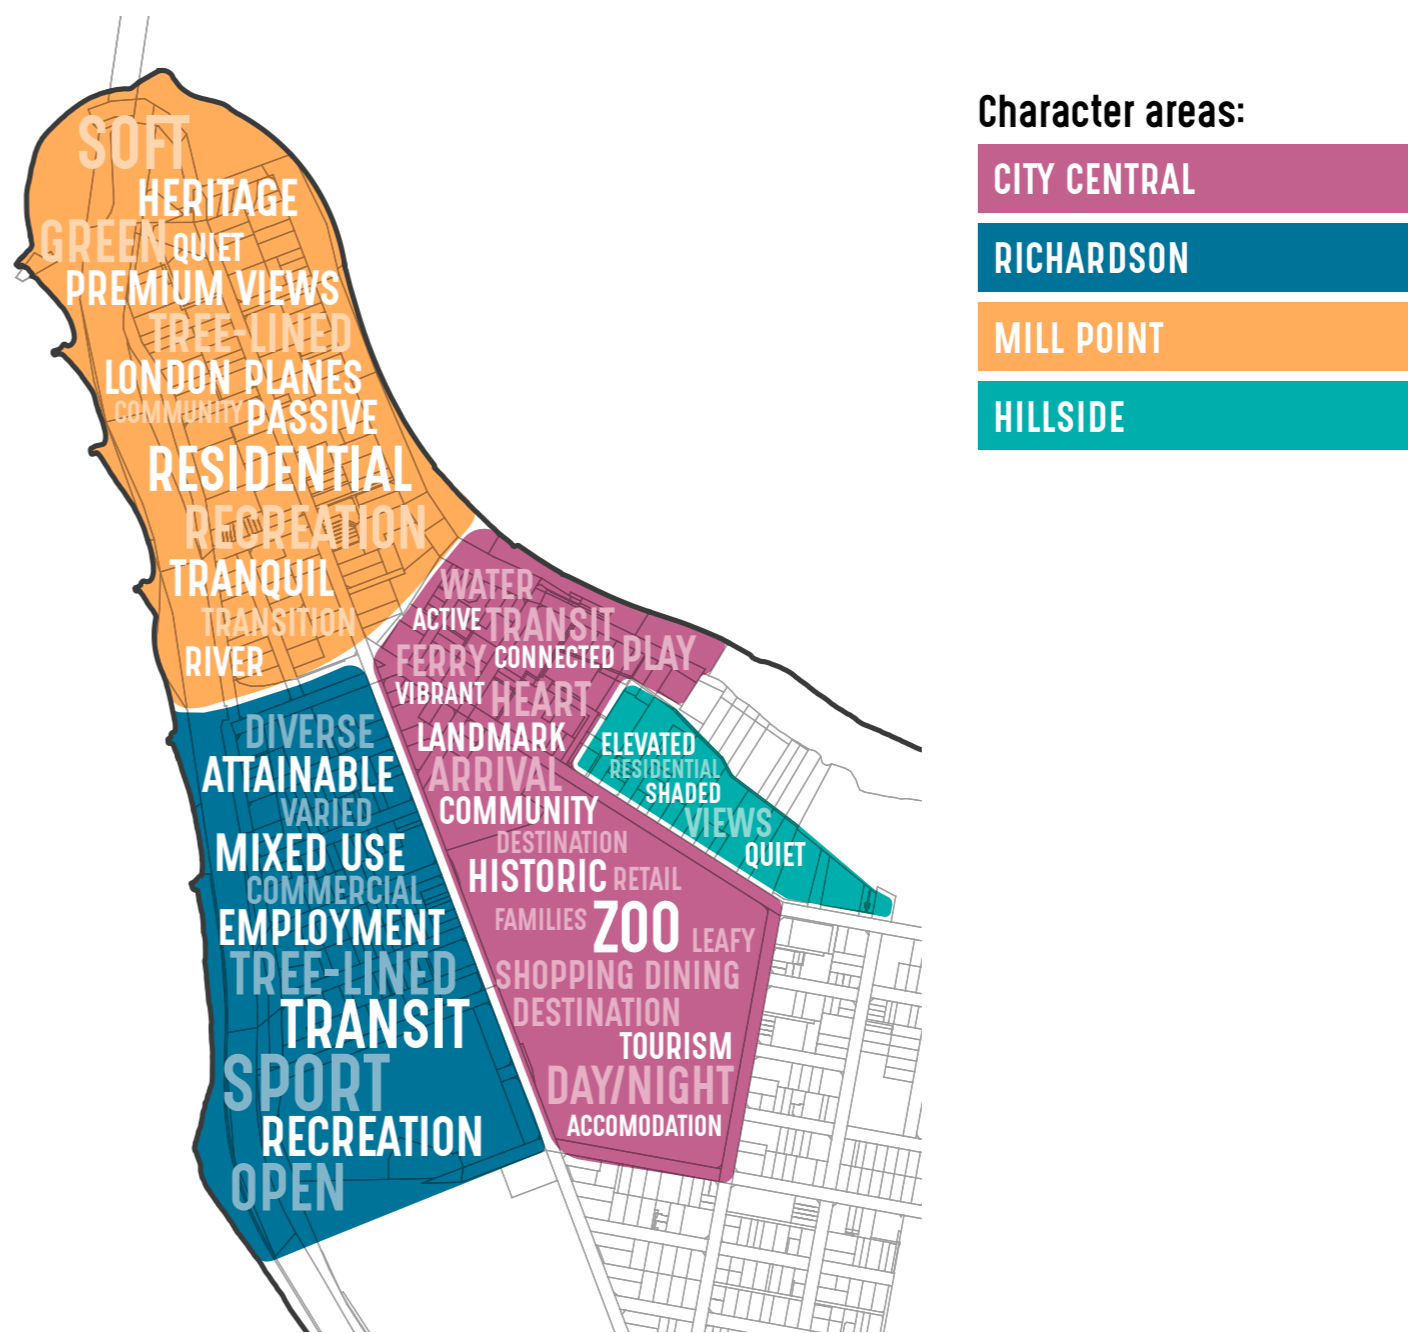 Character areas:
CITY CENTRAL
RICHARDSON
MILL POINT
HILLSIDE
SOFT
HERITAGE
GREEN QUIET
PREMIUM VIEWS
TREE-LINED
LONDON PLANES
COMMUNITY PASSIVE
RESIDENTIAL
RECREATION
TRANQUIL
TRANSITION
RIVER
WATER
ACTIVE TRANSIT
FERRY CONNECTED PLAY
VIBRANT HEART
LANDMARK
ARRIVAL
COMMUNITY
DESTINATION
HISTORIC RETAIL
FAMILIES ZOO LEAFY
SHOPPING DINING
DESTINATION
TOURISM
DAY/NIGHT
ACCOMODATION
ELEVATED
RESIDENTIAL
SHADED
VIEWS
QUIET
DIVERSE
ATTAINABLE
VARIED
MIXED USE
COMMERCIAL
EMPLOYMENT
TREE-LINED
TRANSIT
SPORT
RECREATION
OPEN